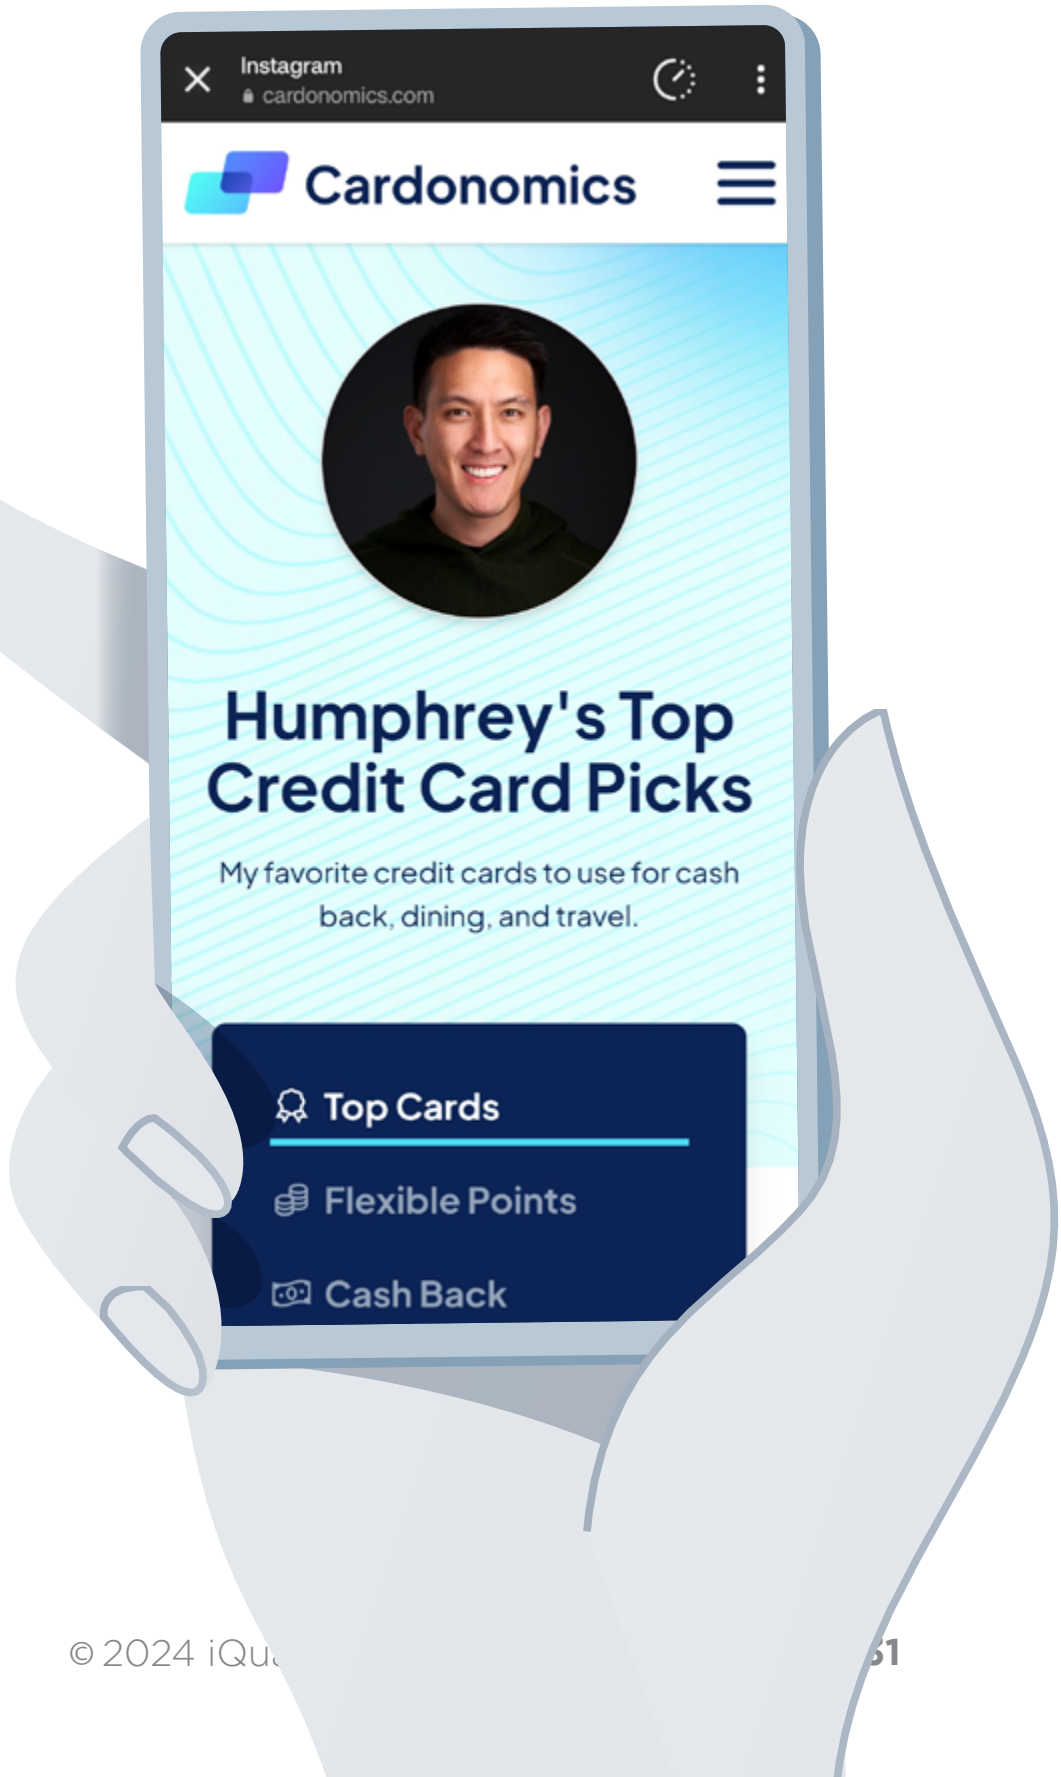 Instagram
cardonomics.com
Cardonomics
Humphrey's Top
Credit Card Picks
My favorite credit cards to use for cash
back, dining, and travel.
Top Cards
Flexible Points
Cash Back
© 2024